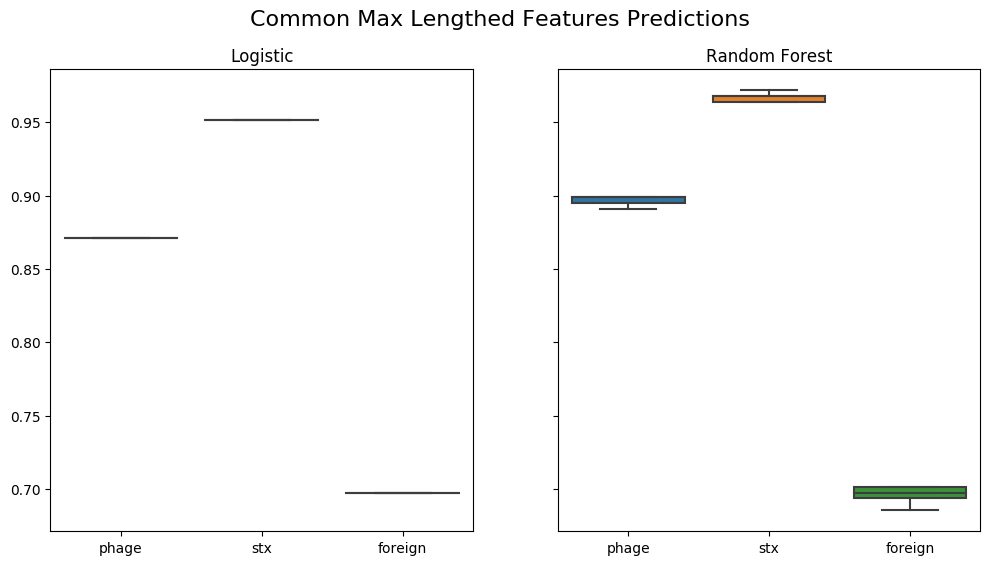 Common Max Lengthed Features Predictions
Logistic
Random Forest
0.95
0.90
0.85
0.80
0.75
0.70
phage stx foreign
phage stx foreign